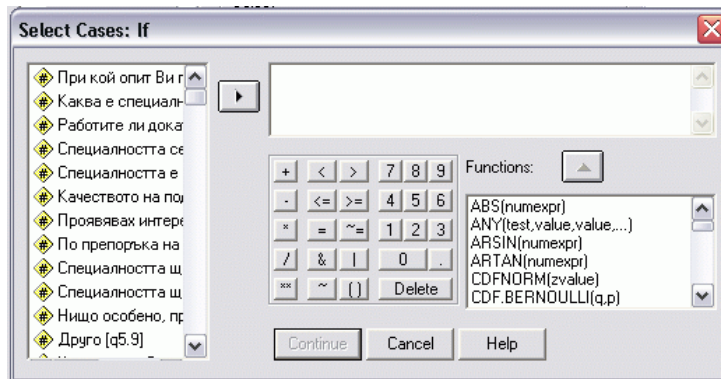 Select Cases: If
При кой опит Ви г
Каква е специалн
Работите ли дока
Специалността се
Специалността е
Качеството на по
Проявявах интере
По препоръка на
Специалността щ
Специалността щ
Нищо особено, пр
Друго [q5.9]
+ < > 7 8 9
- <= >= 4 5 6
* = ~= 1 2 3
/ & | 0 .
** ~ () Delete
Functions:
ABS(numexpr)
ANY(test,value,value,...)
ARSIN(numexpr)
ARTAN(numexpr)
CDFNORM(zvalue)
CDF.BERNOULLI(q,p)
Continue Cancel Help